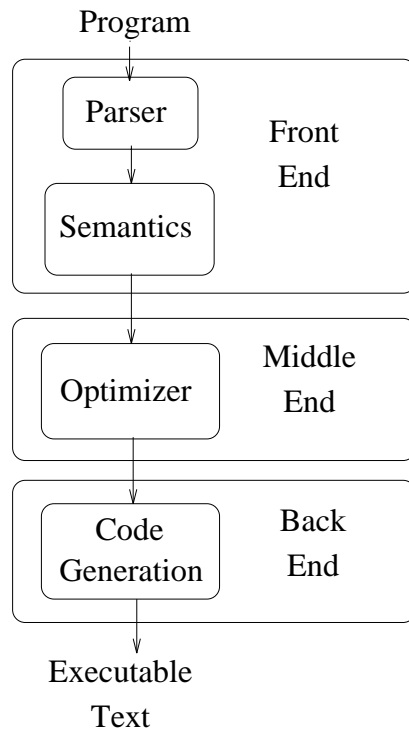 Program
Parser
Front
End
Semantics
Middle
End
Optimizer
Back
End
Code
Generation
Executable
Text